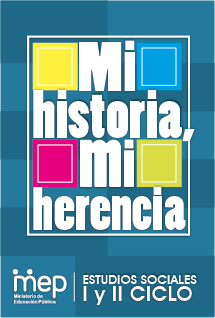 Mi
historia,
mi
herencia
mep
Ministerio de
Educación Pública
ESTUDIOS SOCIALES
I y II CICLO